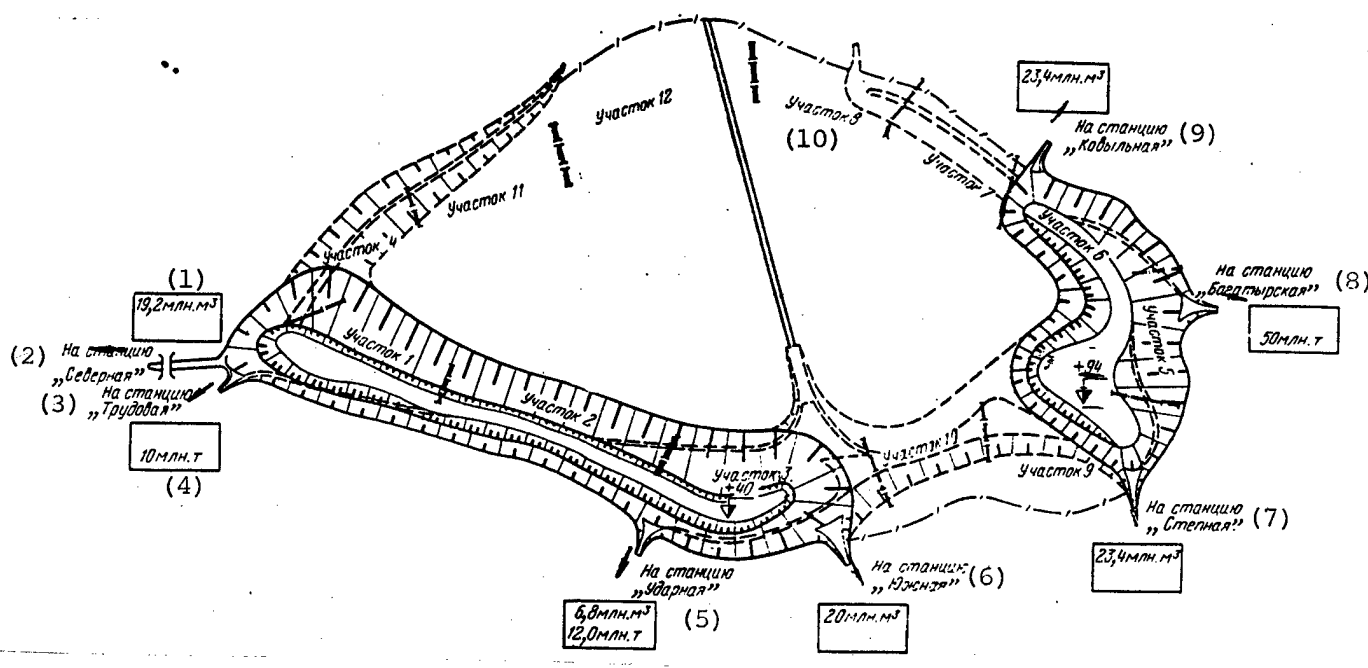 Участок 12
Участок 8
(10)
23,4млн.м³
На станцию (9)
„Ковыльная”
Участок 7
Участок 11
Участок 4
Участок 6
(1)
19,2млн.м³
На станцию (8)
„Багатырская”
50млн.т
Участок 5
+94
(2) На станцию
„Северная”
(3) На станцию
„Трудовая”
10млн.т
(4)
Участок 1
Участок 2
Участок 3
+40
Участок 10
Участок 9
На станцию (7)
„Степная”
23,4млн.м³
На станцию
„Ударная” (5)
6,8млн.м³
12,0млн.т
На станцию (6)
„Южная”
20млн.м³